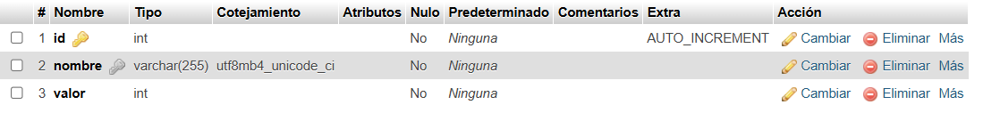 # Nombre Tipo Cotejamiento Atributos Nulo Predeterminado Comentarios Extra Acción
1 id int No Ninguna AUTO_INCREMENT Cambiar Eliminar Más
2 nombre varchar(255) utf8mb4_unicode_ci No Ninguna Cambiar Eliminar Más
3 valor int No Ninguna Cambiar Eliminar Más